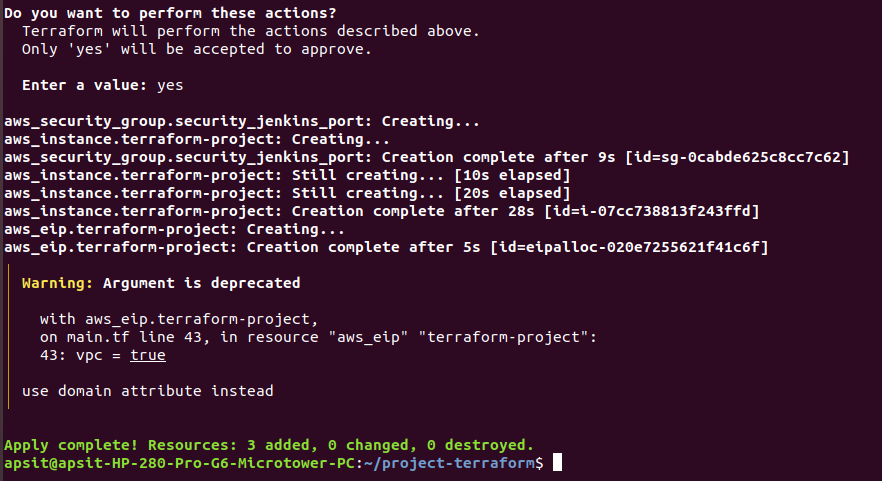 Do you want to perform these actions?
Terraform will perform the actions described above.
Only 'yes' will be accepted to approve.
Enter a value: yes
aws_security_group.security_jenkins_port: Creating...
aws_instance.terraform-project: Creating...
aws_security_group.security_jenkins_port: Creation complete after 9s [id=sg-0cabde625c8cc7c62]
aws_instance.terraform-project: Still creating... [10s elapsed]
aws_instance.terraform-project: Still creating... [20s elapsed]
aws_instance.terraform-project: Creation complete after 28s [id=i-07cc738813f243ffd]
aws_eip.terraform-project: Creating...
aws_eip.terraform-project: Creation complete after 5s [id=eipalloc-020e7255621f41c6f]
Warning: Argument is deprecated
with aws_eip.terraform-project,
on main.tf line 43, in resource "aws_eip" "terraform-project":
43: vpc = true
use domain attribute instead
Apply complete! Resources: 3 added, 0 changed, 0 destroyed.
apsit@apsit-HP-280-Pro-G6-Microtower-PC:~/project-terraform$